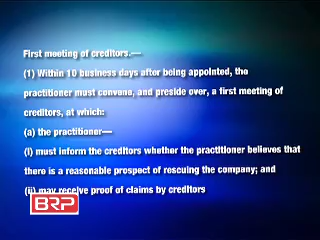 First meeting of creditors.—
(1) Within 10 business days after being appointed, the
practitioner must convene, and preside over, a first meeting of
creditors, at which:
(a) the practitioner—
(i) must inform the creditors whether the practitioner believes that
there is a reasonable prospect of rescuing the company; and
(ii) may receive proof of claims by creditors
BRP